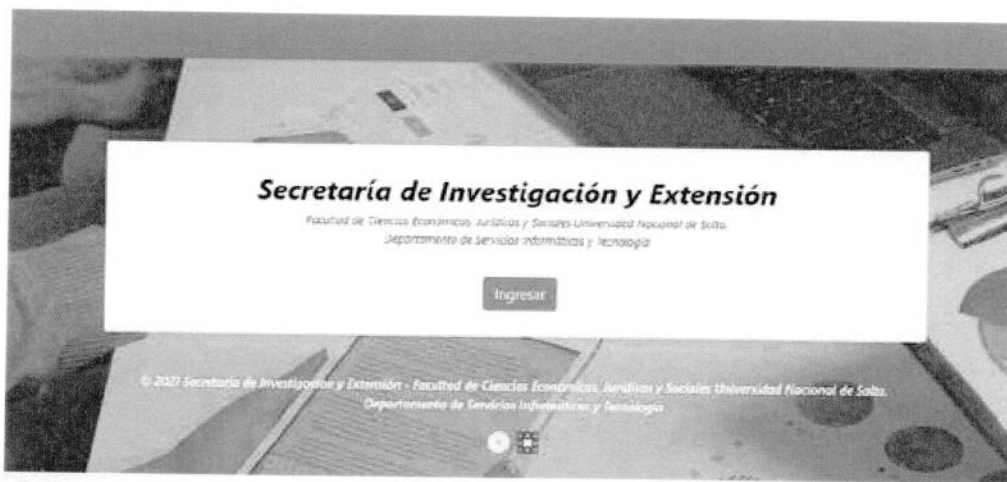 Secretaría de Investigación y Extensión
Facultad de Ciencias Económicas, Jurídicas y Sociales Universidad Nacional de Salta.
Departamento de Servicios Informáticos y Tecnología
Ingresar
© 2021 Secretaría de Investigación y Extensión - Facultad de Ciencias Económicas, Jurídicas y Sociales Universidad Nacional de Salta.
Departamento de Servicios Informáticos y Tecnología